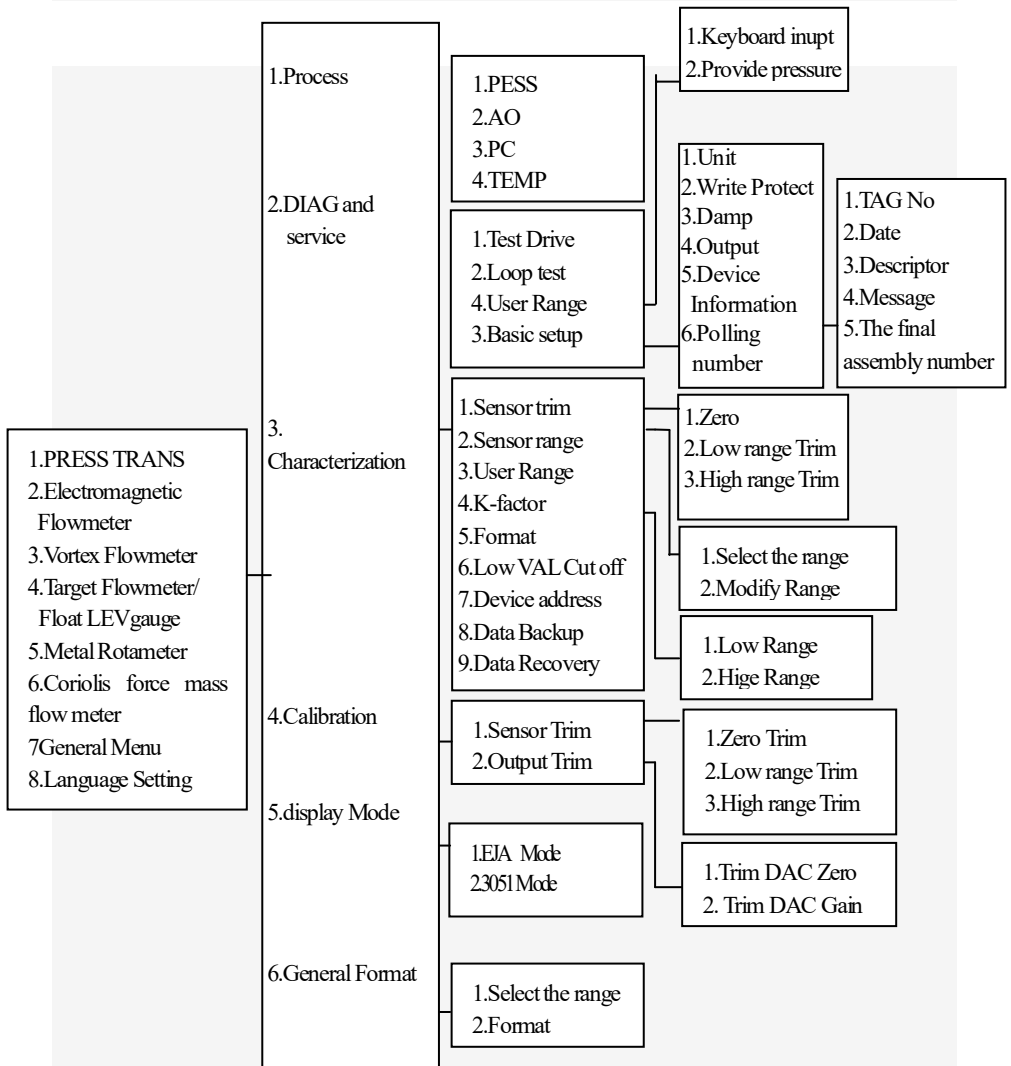 1.PRESS TRANS
2.Electromagnetic
Flowmeter
3.Vortex Flowmeter
4.Target Flowmeter/
Float LEVgauge
5.Metal Rotameter
6.Coriolis force mass
flow meter
7General Menu
8.Language Setting
1.Process
2.DIAG and
service
3.
Characterization
4.Calibration
5.display Mode
6.General Format
1.PESS
2.AO
3.PC
4.TEMP
1.Test Drive
2.Loop test
4.User Range
3.Basic setup
1.Keyboard inupt
2.Provide pressure
1.Unit
2.Write Protect
3.Damp
4.Output
5.Device
Information
6.Polling
number
1.TAG No
2.Date
3.Descriptor
4.Message
5.The final
assembly number
1.Sensor trim
2.Sensor range
3.User Range
4.K-factor
5.Format
6.Low VAL Cut off
7.Device address
8.Data Backup
9.Data Recovery
1.Zero
2.Low range Trim
3.High range Trim
1.Select the range
2.Modify Range
1.Low Range
2.Hige Range
1.Sensor Trim
2.Output Trim
1.Zero Trim
2.Low range Trim
3.High range Trim
1.Trim DAC Zero
2. Trim DAC Gain
1.EJA Mode
2.3051 Mode
1.Select the range
2.Format